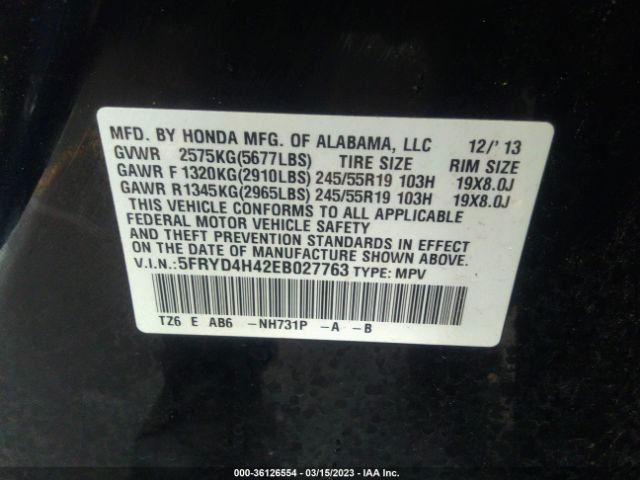 MFD. BY HONDA MFG. OF ALABAMA, LLC 12/'13
GVWR 2575KG(5677LBS) TIRE SIZE RIM SIZE
GAWR F 1320KG(2910LBS) 245/55R19 103H 19X8.0J
GAWR R 1345KG(2965LBS) 245/55R19 103H 19X8.0J
THIS VEHICLE CONFORMS TO ALL APPLICABLE
FEDERAL MOTOR VEHICLE SAFETY
AND THEFT PREVENTION STANDARDS IN EFFECT
ON THE DATE OF MANUFACTURE SHOWN ABOVE.
V.I.N.:5FRYD4H42EB027763 TYPE: MPV
TZ6 E AB6 -NH731P -A -B
000-36126554 - 03/15/2023 - IAA Inc.